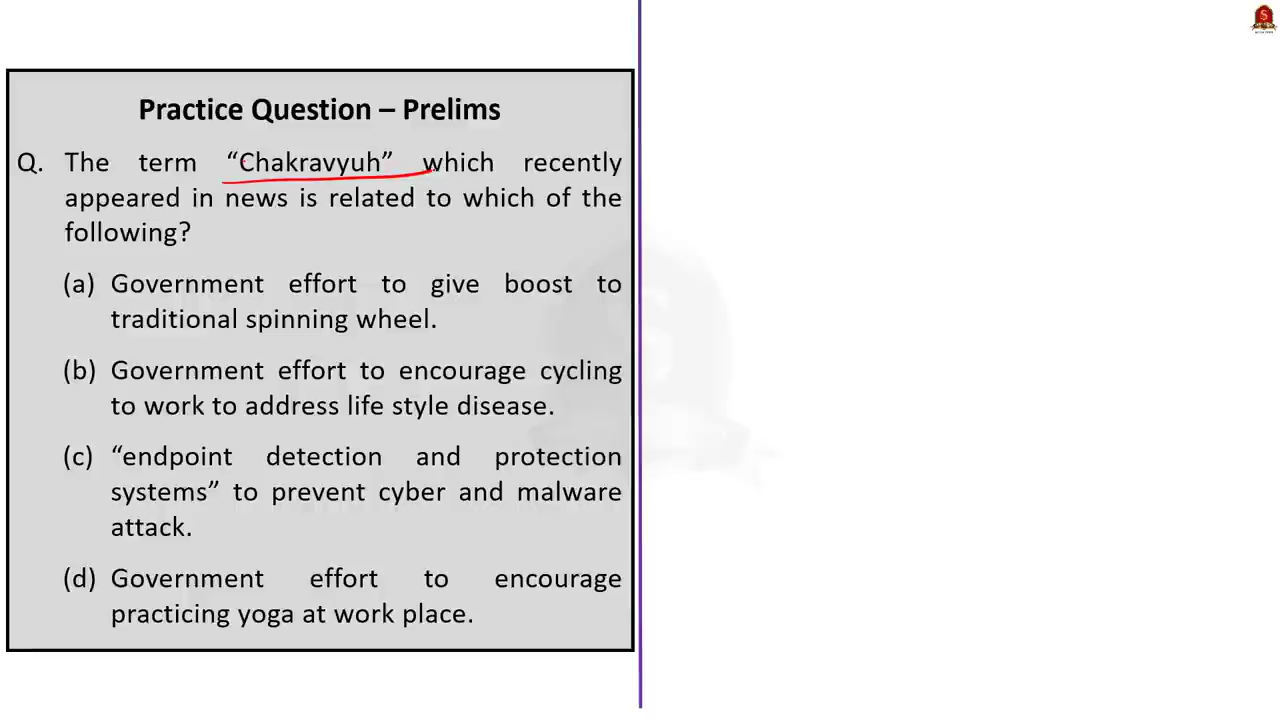 Practice Question – Prelims
Q. The term “Chakravyuh” which recently
appeared in news is related to which of the
following?
(a) Government effort to give boost to
traditional spinning wheel.
(b) Government effort to encourage cycling
to work to address life style disease.
(c) “endpoint detection and protection
systems” to prevent cyber and malware
attack.
(d) Government effort to encourage
practicing yoga at work place.